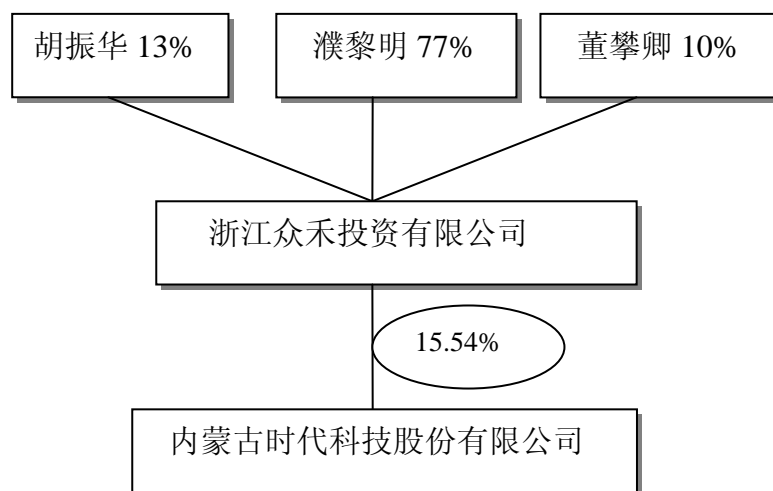 胡振华 13%
濮黎明 77%
董攀卿 10%
浙江众禾投资有限公司
15.54%
内蒙古时代科技股份有限公司